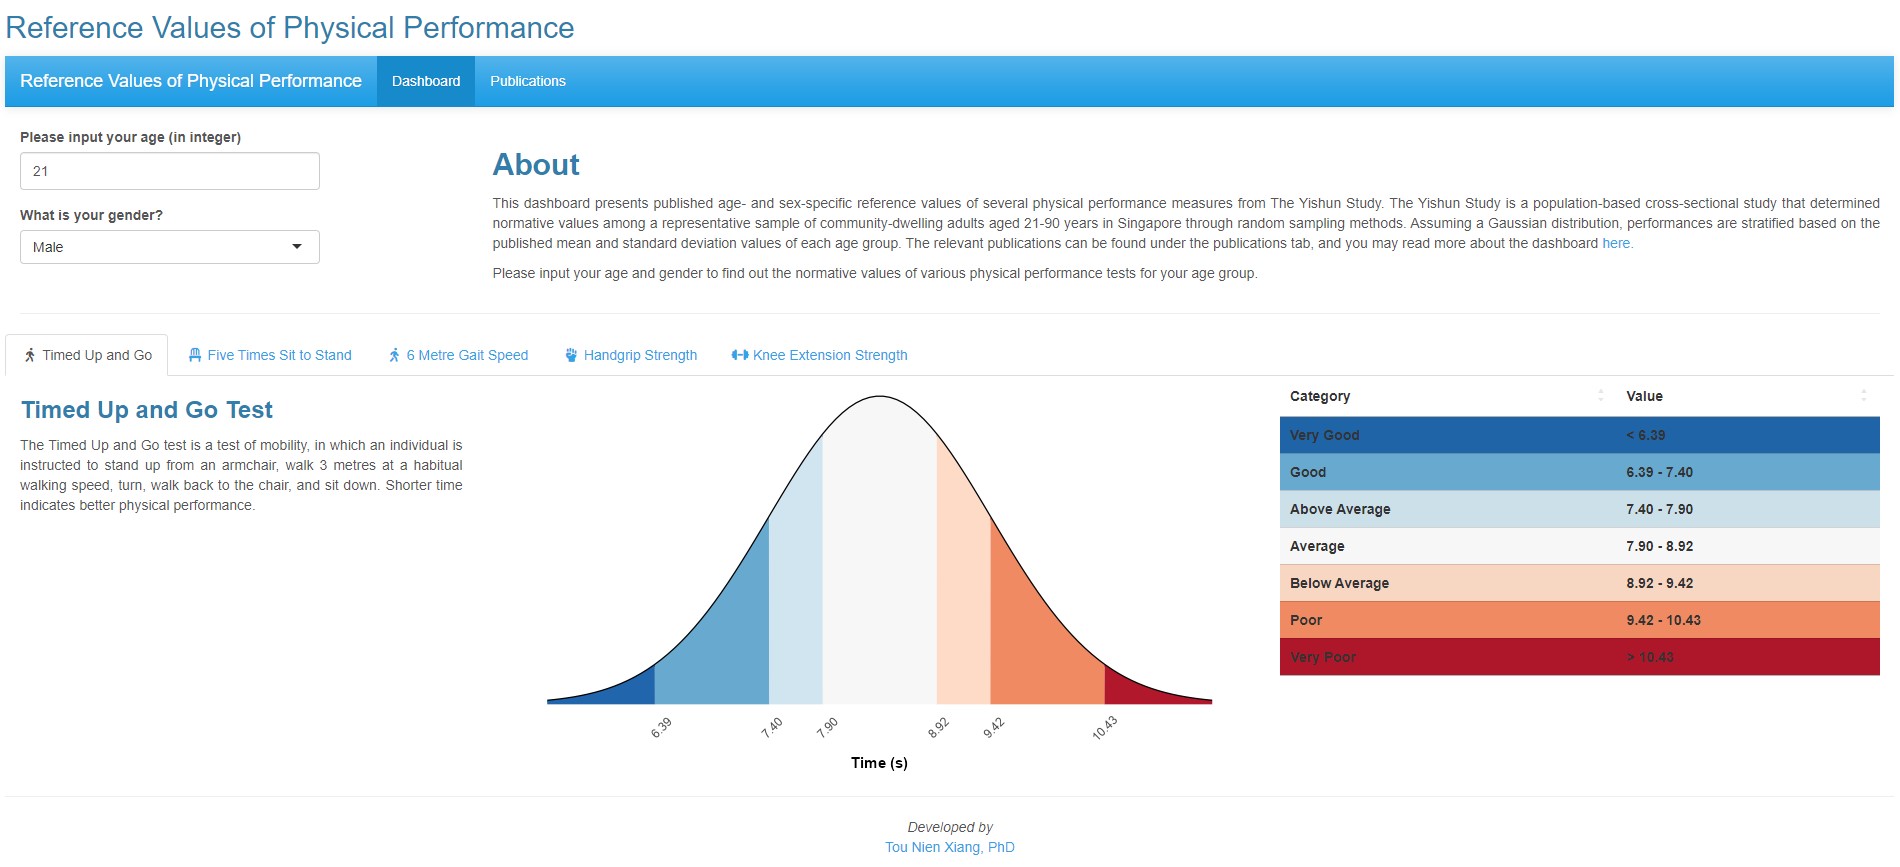 Reference Values of Physical Performance
Reference Values of Physical Performance Dashboard Publications
Please input your age (in integer)
21
What is your gender?
Male
About
This dashboard presents published age- and sex-specific reference values of several physical performance measures from The Yishun Study. The Yishun Study is a population-based cross-sectional study that determined
normative values among a representative sample of community-dwelling adults aged 21-90 years in Singapore through random sampling methods. Assuming a Gaussian distribution, performances are stratified based on the
published mean and standard deviation values of each age group. The relevant publications can be found under the publications tab, and you may read more about the dashboard here.
Please input your age and gender to find out the normative values of various physical performance tests for your age group.
Timed Up and Go Five Times Sit to Stand 6 Metre Gait Speed Handgrip Strength Knee Extension Strength
Timed Up and Go Test
The Timed Up and Go test is a test of mobility, in which an individual is
instructed to stand up from an armchair, walk 3 metres at a habitual
walking speed, turn, walk back to the chair, and sit down. Shorter time
indicates better physical performance.
6.39 7.40 7.90 8.92 9.42 10.43
Time (s)
Category Value
Very Good < 6.39
Good 6.39 - 7.40
Above Average 7.40 - 7.90
Average 7.90 - 8.92
Below Average 8.92 - 9.42
Poor 9.42 - 10.43
Very Poor > 10.43
Developed by
Tou Nien Xiang, PhD